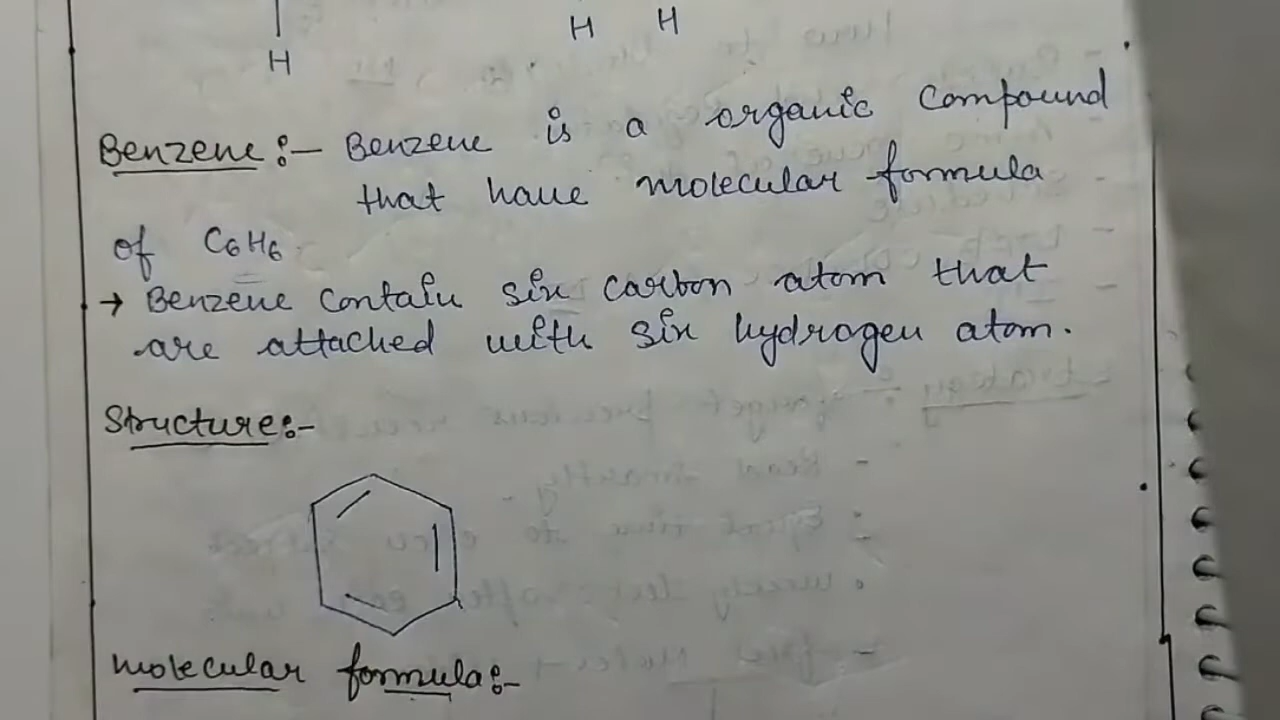 H H
H
Benzene :- Benzene is a organic compound
that have molecular formula
of C6H6
→ Benzene contain six carbon atom that
are attached with six hydrogen atom.
Structure:-
molecular formula:-